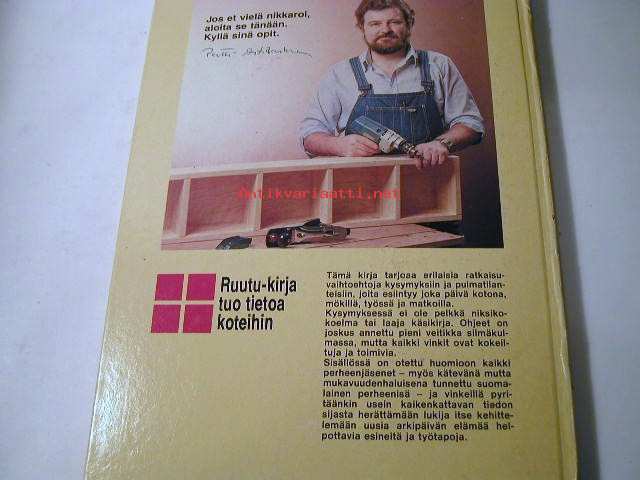 Jos et vielä nikkaroi,
aloita se tänään.
Kyllä sinä opit.
Antikvariaatti.net
Ruutu-kirja
tuo tietoa
koteihin
Tämä kirja tarjoaa erilaisia ratkaisu-
vaihtoehtoja kysymyksiin ja pulmatilan-
teisiin, joita esiintyy joka päivä kotona,
mökillä, työssä ja matkoilla.
Kysymyksessä ei ole pelkkä niksiko-
koelma tai laaja käsikirja. Ohjeet on
joskus annettu pieni veitikka silmäkul-
massa, mutta kaikki vinkit ovat kokeil-
tuja ja toimivia.
Sisällössä on otettu huomioon kaikki
perheenjäsenet – myös kätevänä mutta
mukavuudenhaluisena tunnettu suoma-
lainen perheenisä – ja vinkeillä pyri-
täänkin usein kaikenkattavan tiedon
sijasta herättämään lukija itse kehitte-
lemään uusia arkipäivän elämää hel-
pottavia esineitä ja työtapoja.